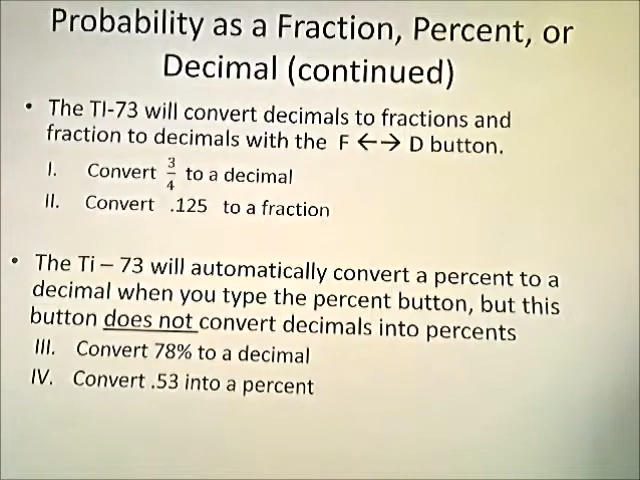 Probability as a Fraction, Percent, or
Decimal (continued)
• The TI-73 will convert decimals to fractions and
fraction to decimals with the F ←→ D button.
I. Convert 3/4 to a decimal
II. Convert .125 to a fraction
• The Ti – 73 will automatically convert a percent to a
decimal when you type the percent button, but this
button does not convert decimals into percents
III. Convert 78% to a decimal
IV. Convert .53 into a percent